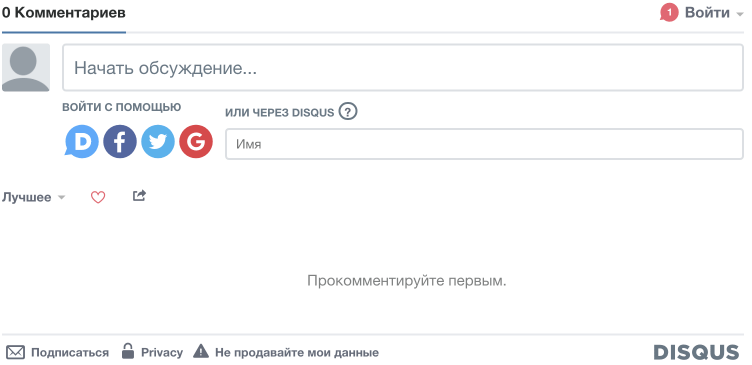 0 Комментариев
1 Войти
Начать обсуждение...
ВОЙТИ С ПОМОЩЬЮ
ИЛИ ЧЕРЕЗ DISQUS ?
D f G
Имя
Лучшее
Прокомментируйте первым.
Подписаться Privacy Не продавайте мои данные DISQUS